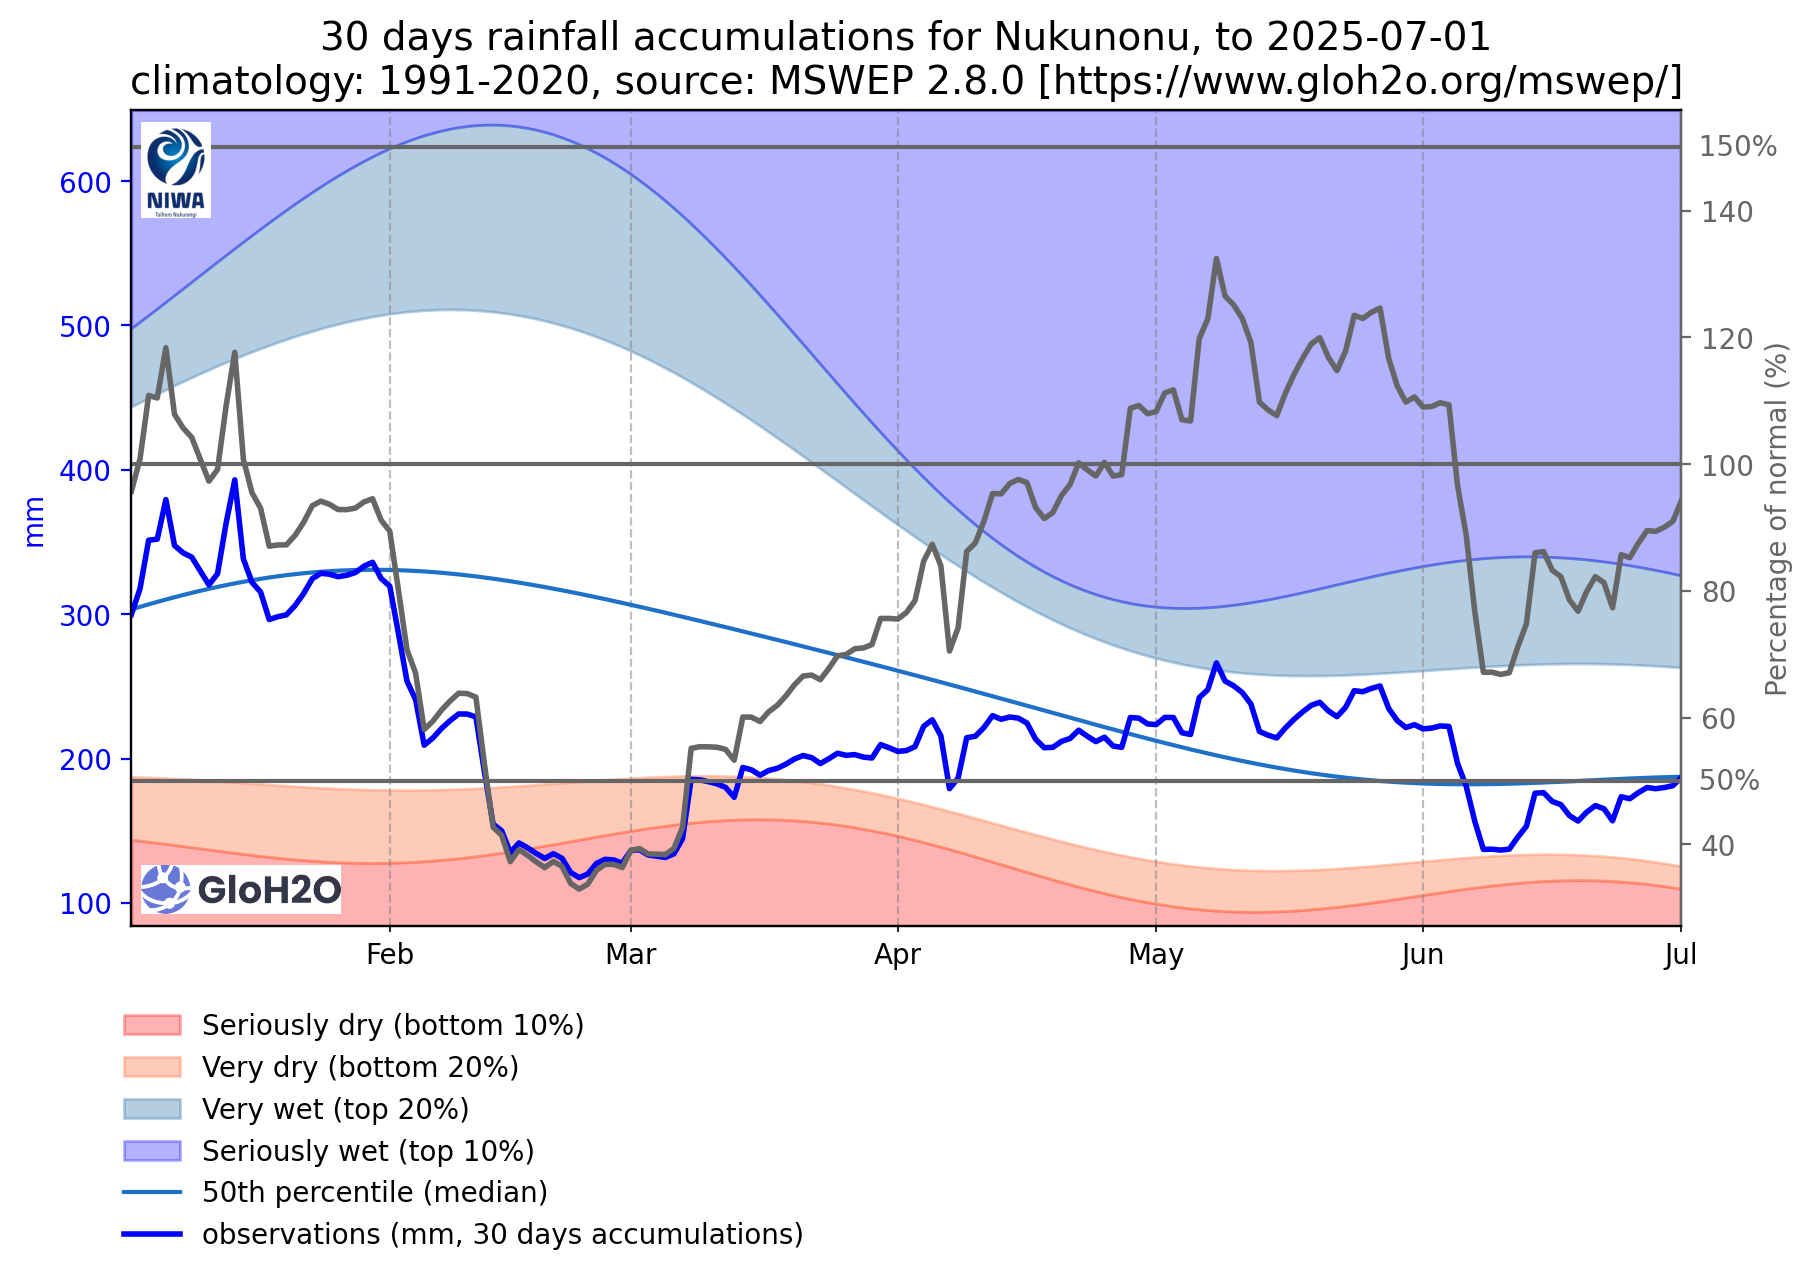 30 days rainfall accumulations for Nukunonu, to 2025-07-01
climatology: 1991-2020, source: MSWEP 2.8.0 [https://www.gloh2o.org/mswep/]
NIWA
Taihoro Nukurangi
600
500
400
300
200
100
mm
150%
140
120
100
80
60
50%
40
Percentage of normal (%)
GloH2O
Feb
Mar
Apr
May
Jun
Jul
Seriously dry (bottom 10%)
Very dry (bottom 20%)
Very wet (top 20%)
Seriously wet (top 10%)
50th percentile (median)
observations (mm, 30 days accumulations)